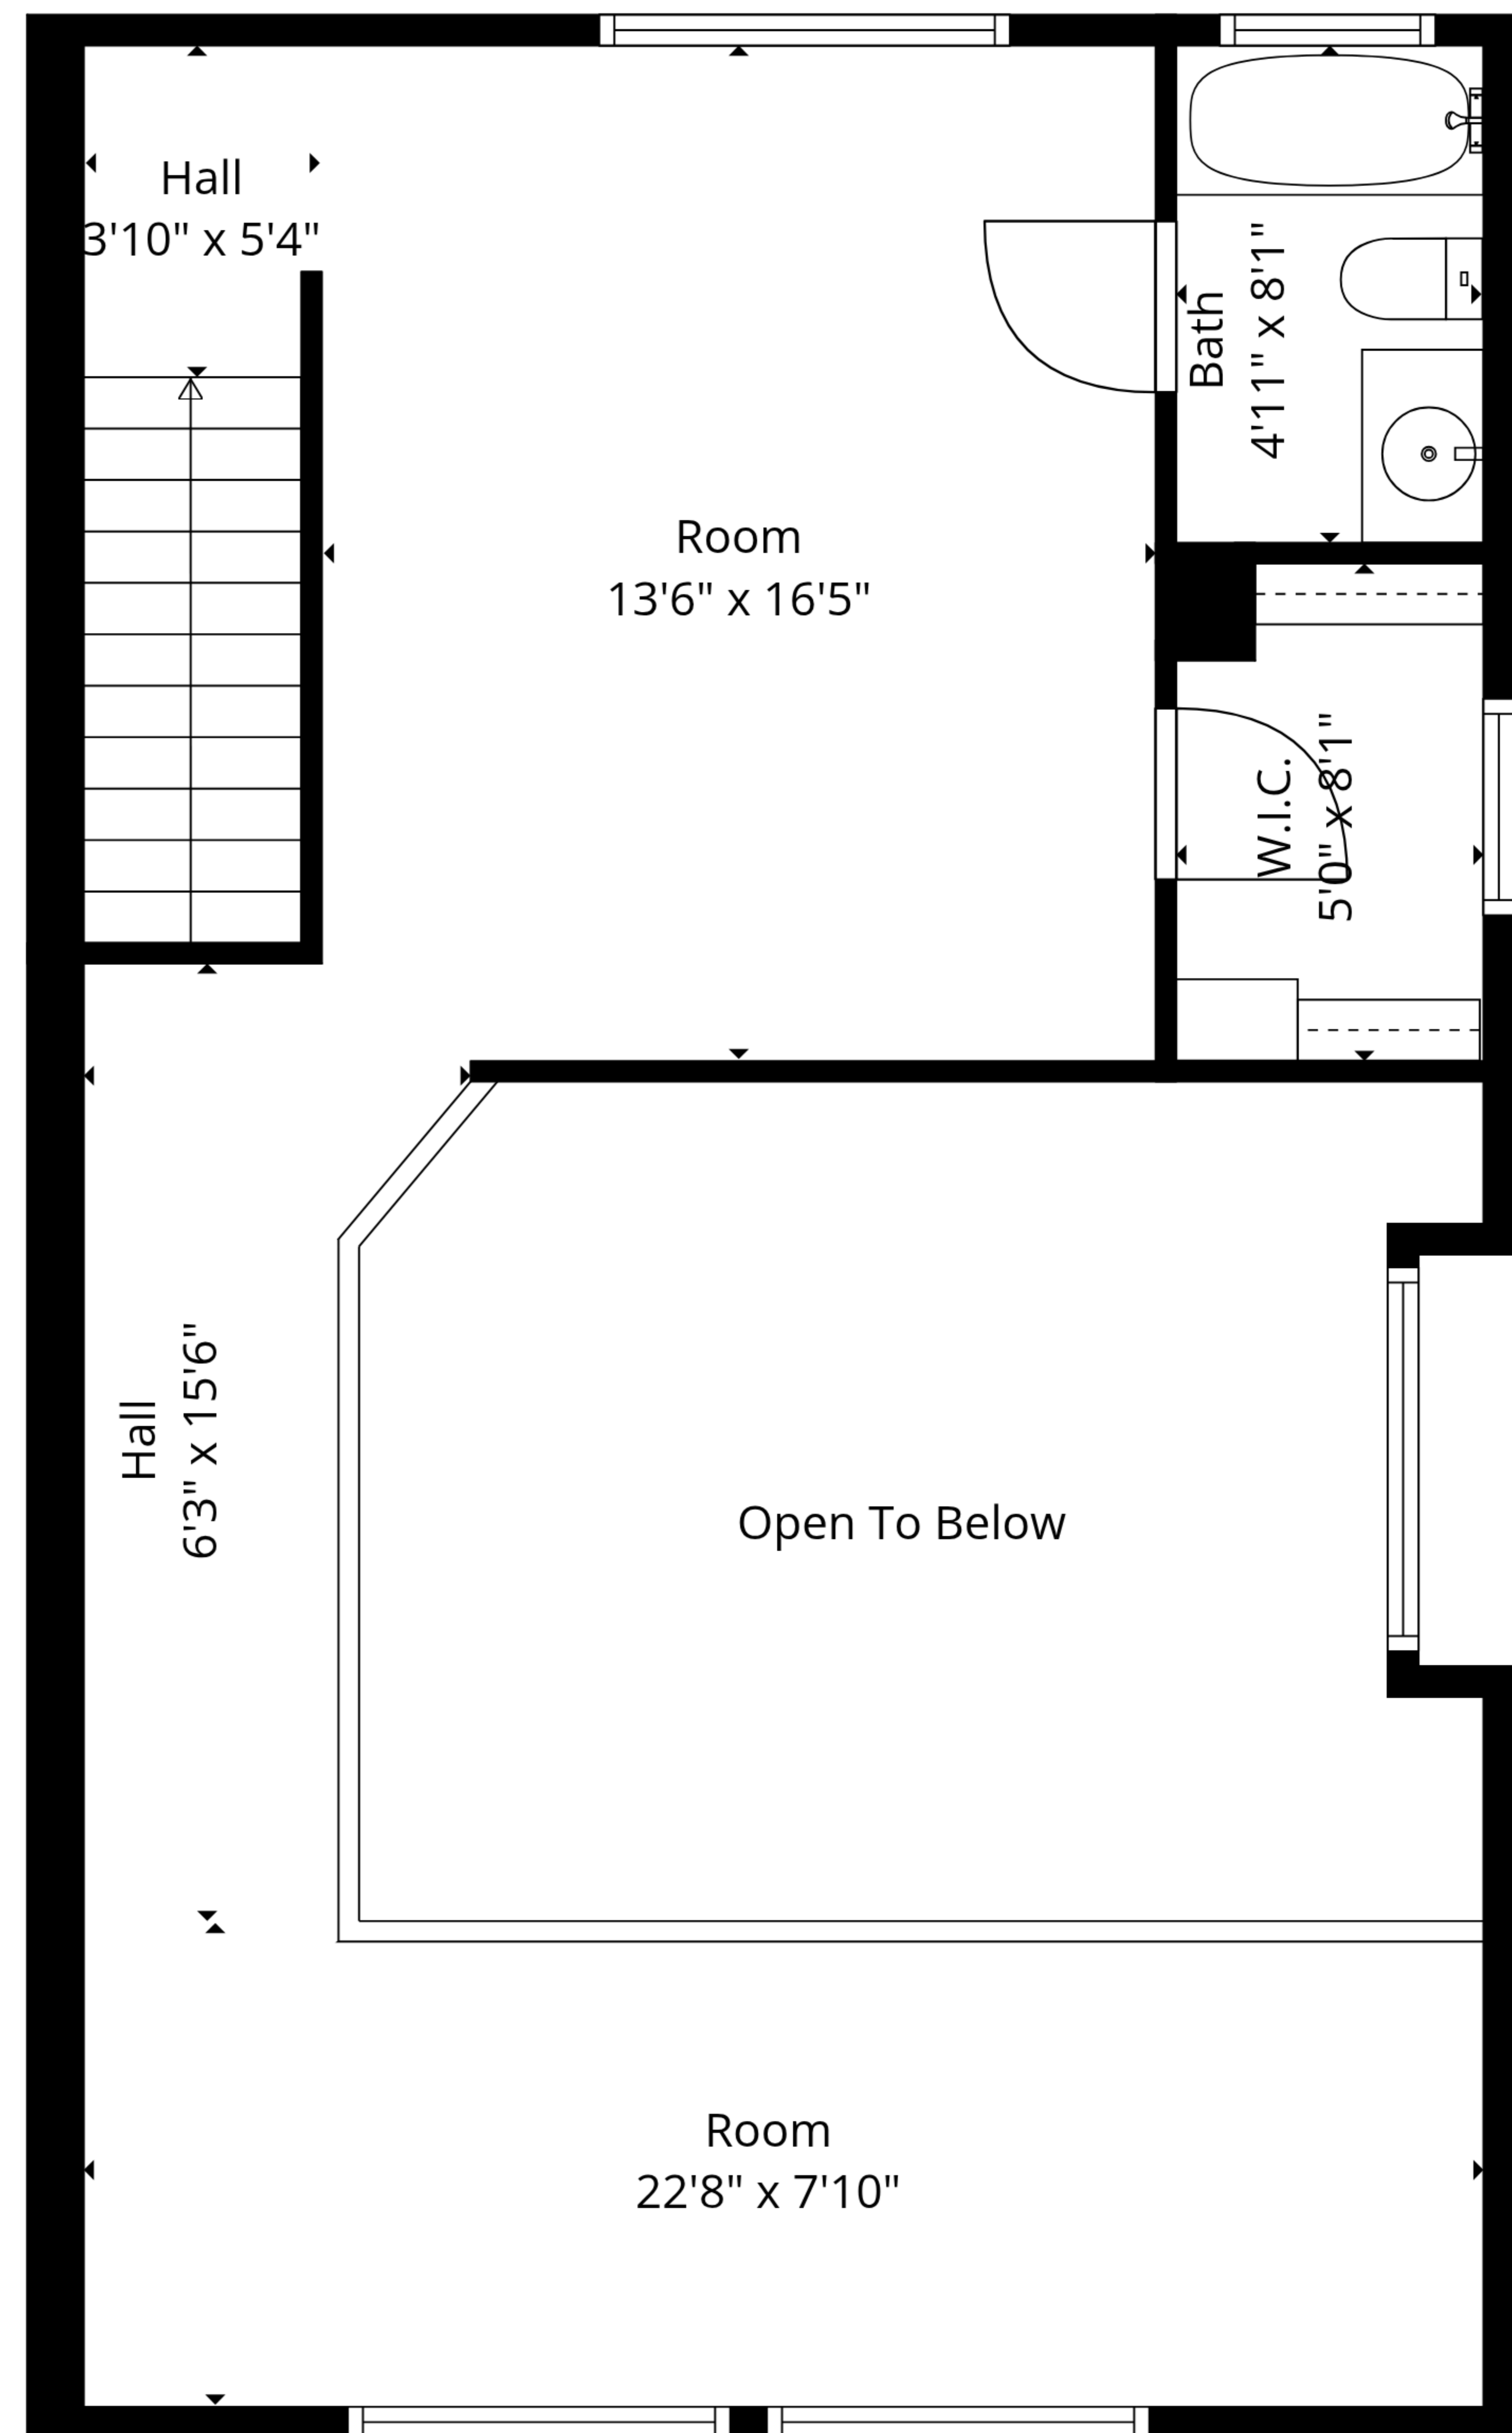 Hall
3'10" x 5'4"
Bath
4'11" x 8'1"
Room
13'6" x 16'5"
W.I.C.
5'0" x 8'1"
Hall
6'3" x 15'6"
Open To Below
Room
22'8" x 7'10"